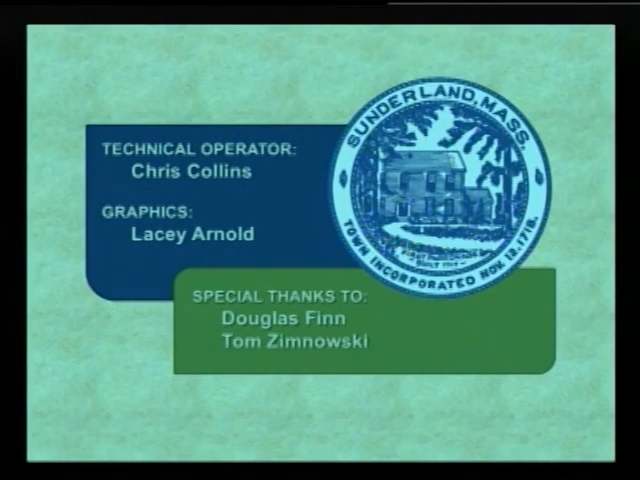 TECHNICAL OPERATOR:
Chris Collins
GRAPHICS:
Lacey Arnold
SPECIAL THANKS TO:
Douglas Finn
Tom Zimnowski
SUNDERLAND, MASS.
TOWN INCORPORATED NOV. 12, 1718.